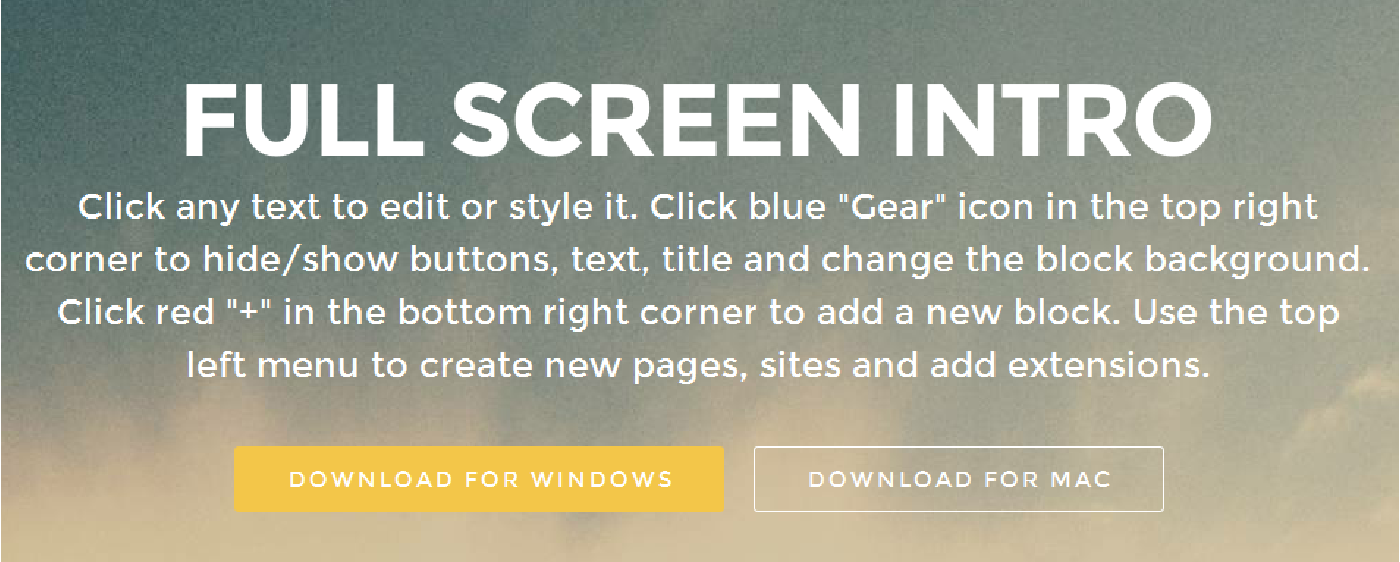 FULL SCREEN INTRO
Click any text to edit or style it. Click blue "Gear" icon in the top right
corner to hide/show buttons, text, title and change the block background.
Click red "+" in the bottom right corner to add a new block. Use the top
left menu to create new pages, sites and add extensions.
DOWNLOAD FOR WINDOWS
DOWNLOAD FOR MAC